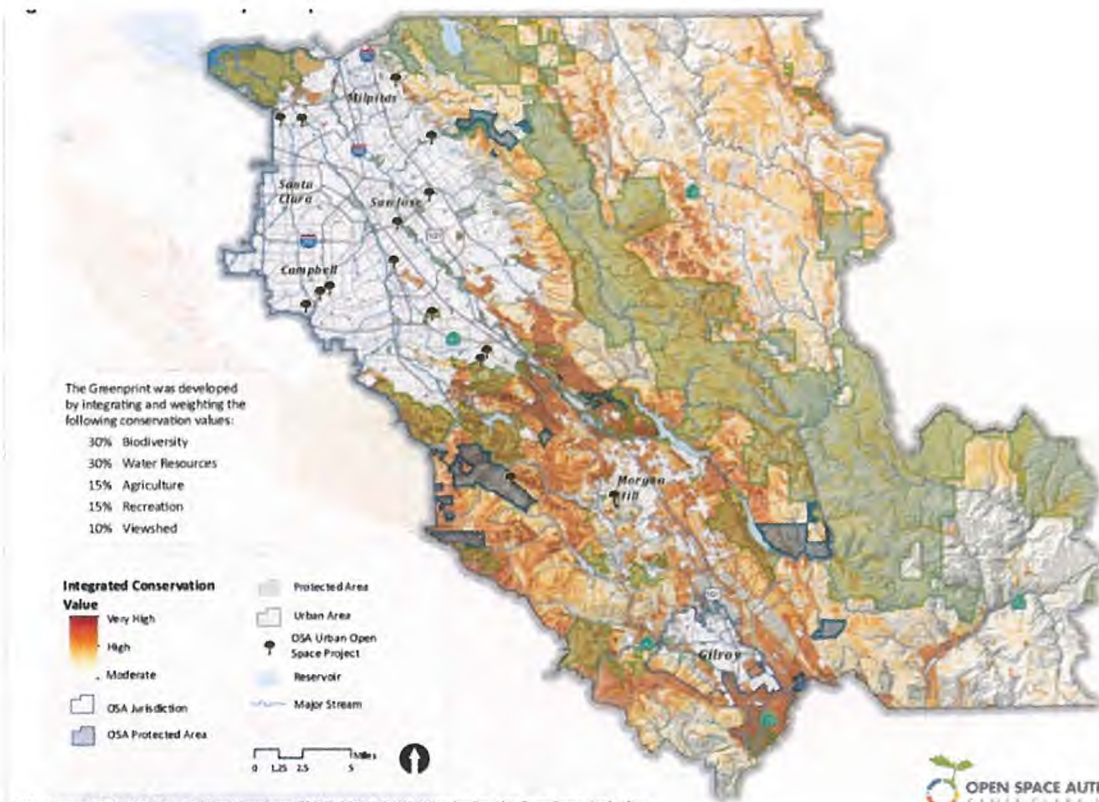 Milpitas
Santa
Clara
San Jose
101
Campbell
The Greenprint was developed
by integrating and weighting the
following conservation values:
30% Biodiversity
30% Water Resources
15% Agriculture
15% Recreation
10% Viewshed
Morgan
Hill
Gilroy
Integrated Conservation
Value
Very High
High
Moderate
OSA Jurisdiction
OSA Protected Area
Protected Area
Urban Area
OSA Urban Open
Space Project
Reservoir
Major Stream
Miles
0 1.25 2.5 5
OPEN SPACE AUT